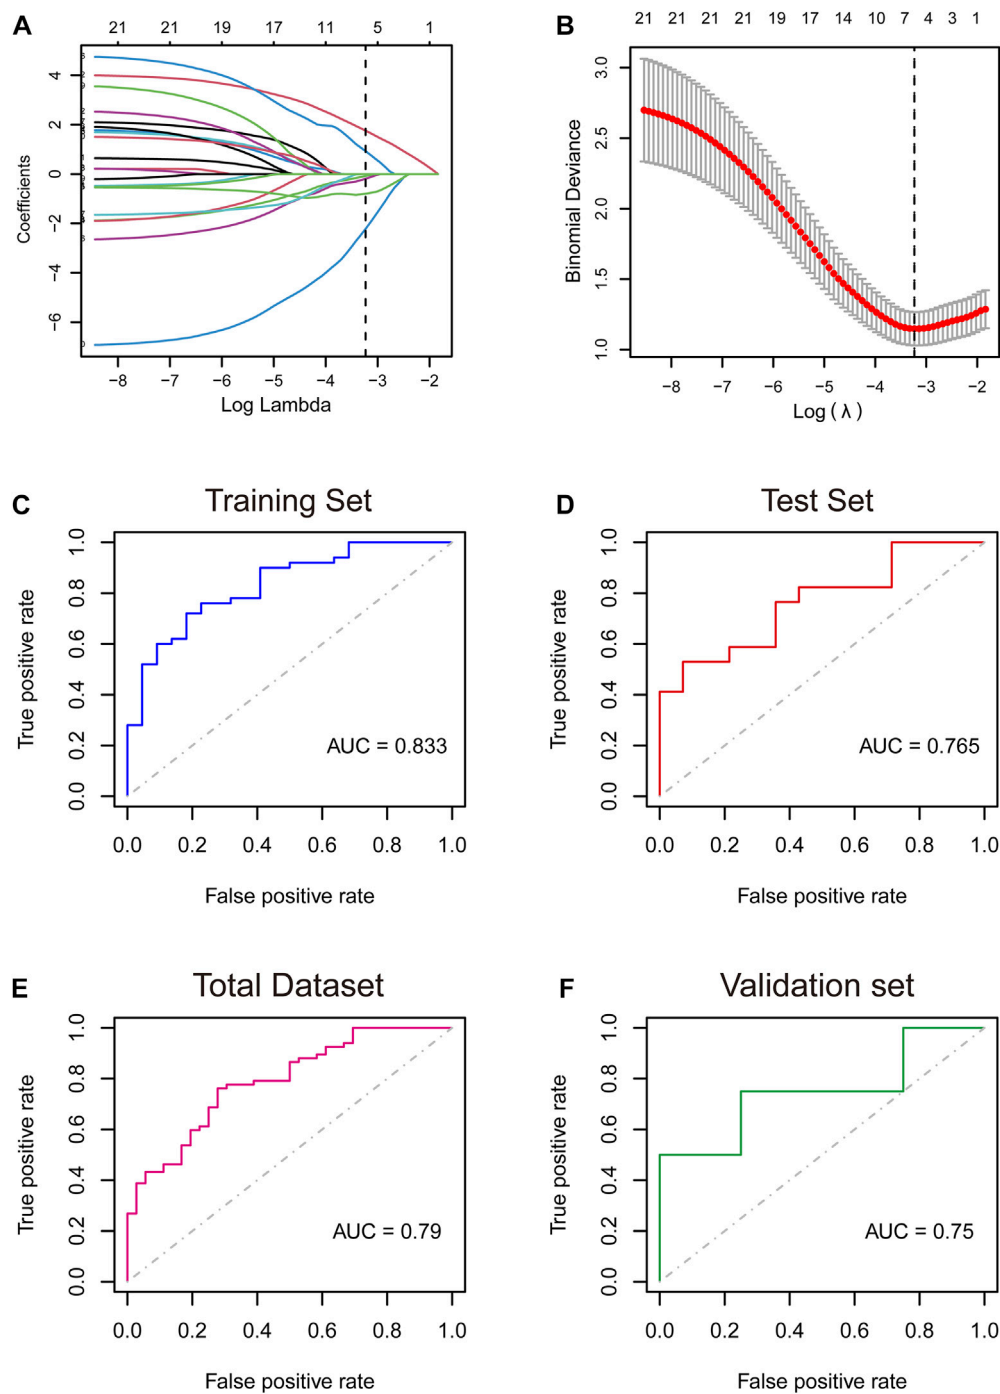 A
21 21 19 17 11 5 1
Coefficients
4
2
0
−2
−4
−6
−8 −7 −6 −5 −4 −3 −2
Log Lambda
B
21 21 21 21 19 17 14 10 7 4 3 1
Binomial Deviance
3.0
2.5
2.0
1.5
1.0
−8 −7 −6 −5 −4 −3 −2
Log ( λ )
C
Training Set
True positive rate
1.0
0.8
0.6
0.4
0.2
0.0
AUC = 0.833
0.0 0.2 0.4 0.6 0.8 1.0
False positive rate
D
Test Set
True positive rate
1.0
0.8
0.6
0.4
0.2
0.0
AUC = 0.765
0.0 0.2 0.4 0.6 0.8 1.0
False positive rate
E
Total Dataset
True positive rate
1.0
0.8
0.6
0.4
0.2
0.0
AUC = 0.79
0.0 0.2 0.4 0.6 0.8 1.0
False positive rate
F
Validation set
True positive rate
1.0
0.8
0.6
0.4
0.2
0.0
AUC = 0.75
0.0 0.2 0.4 0.6 0.8 1.0
False positive rate